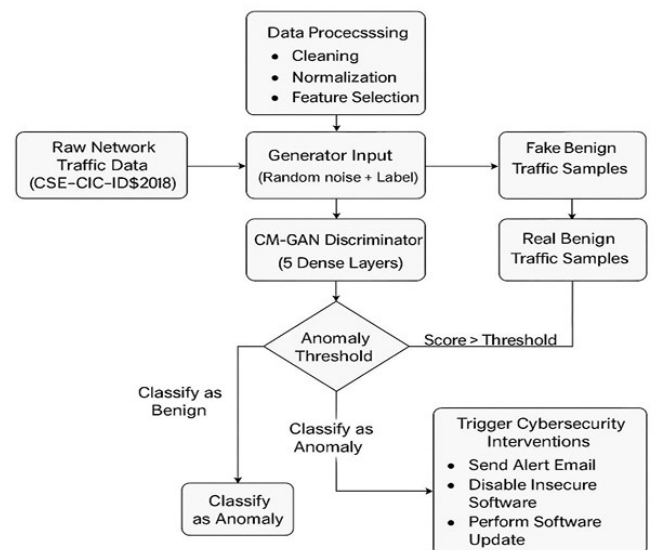 Data Procecsssing
• Cleaning
• Normalization
• Feature Selection
Raw Network
Traffic Data
(CSE-CIC-ID$2018)
Generator Input
(Random noise + Label)
Fake Benign
Traffic Samples
CM-GAN Discriminator
(5 Dense Layers)
Real Benign
Traffic Samples
Anomaly
Threshold
Score > Threshold
Classify as
Benign
Classify as
Anomaly
Classify
as Anomaly
Trigger Cybersecurity
Interventions
• Send Alert Email
• Disable Insecure
Software
• Perform Software
Update